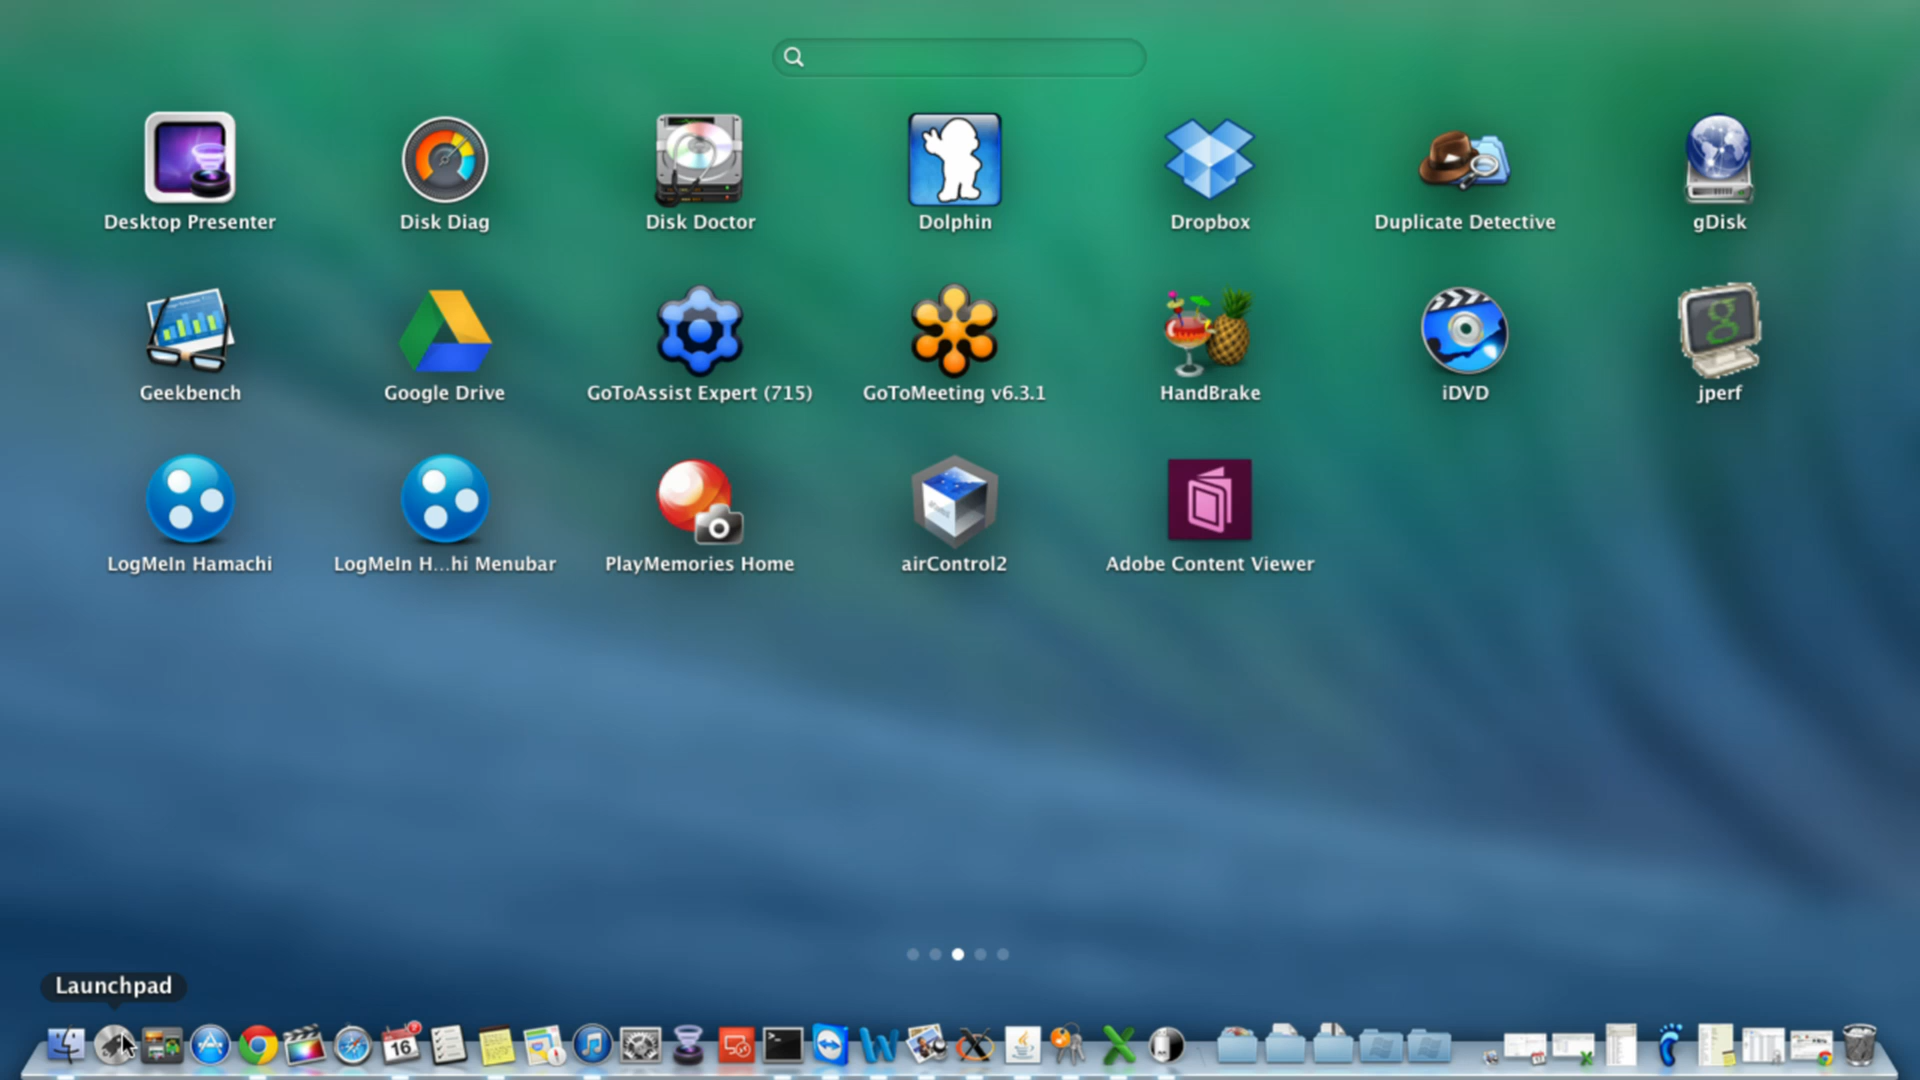 Desktop Presenter
Disk Diag
Disk Doctor
Dolphin
Dropbox
Duplicate Detective
gDisk
Geekbench
Google Drive
GoToAssist Expert (715)
GoToMeeting v6.3.1
HandBrake
iDVD
jperf
LogMeIn Hamachi
LogMeIn H...hi Menubar
PlayMemories Home
airControl2
Adobe Content Viewer
Launchpad
16